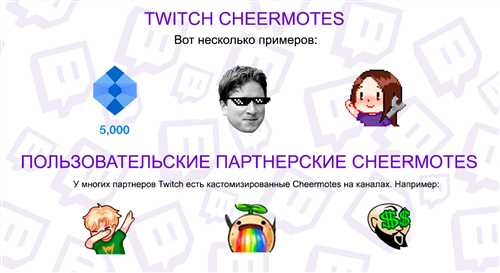 TWITCH CHEERMOTES
Вот несколько примеров:
5,000
ПОЛЬЗОВАТЕЛЬСКИЕ ПАРТНЕРСКИЕ CHEERMOTES
У многих партнеров Twitch есть кастомизированные Cheermotes на каналах. Например:
$$